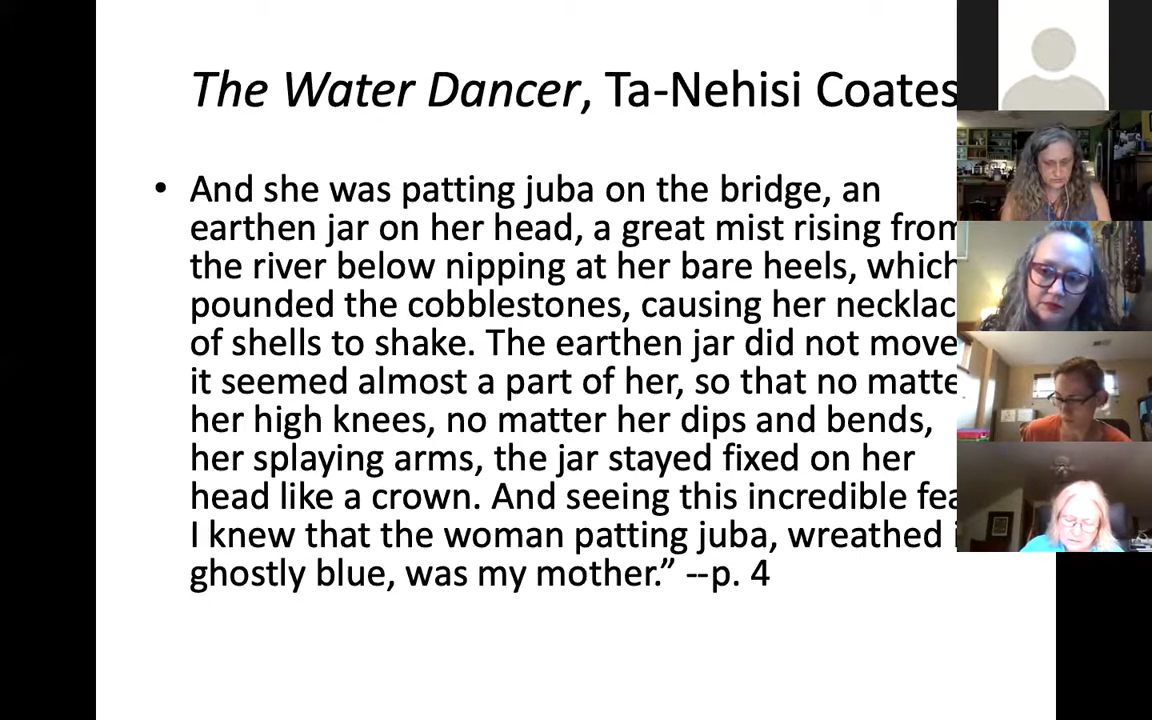 The Water Dancer, Ta-Nehisi Coates
• And she was patting juba on the bridge, an
earthen jar on her head, a great mist rising from
the river below nipping at her bare heels, which
pounded the cobblestones, causing her necklac
of shells to shake. The earthen jar did not move
it seemed almost a part of her, so that no matte
her high knees, no matter her dips and bends,
her splaying arms, the jar stayed fixed on her
head like a crown. And seeing this incredible fea
I knew that the woman patting juba, wreathed
ghostly blue, was my mother.” --p. 4